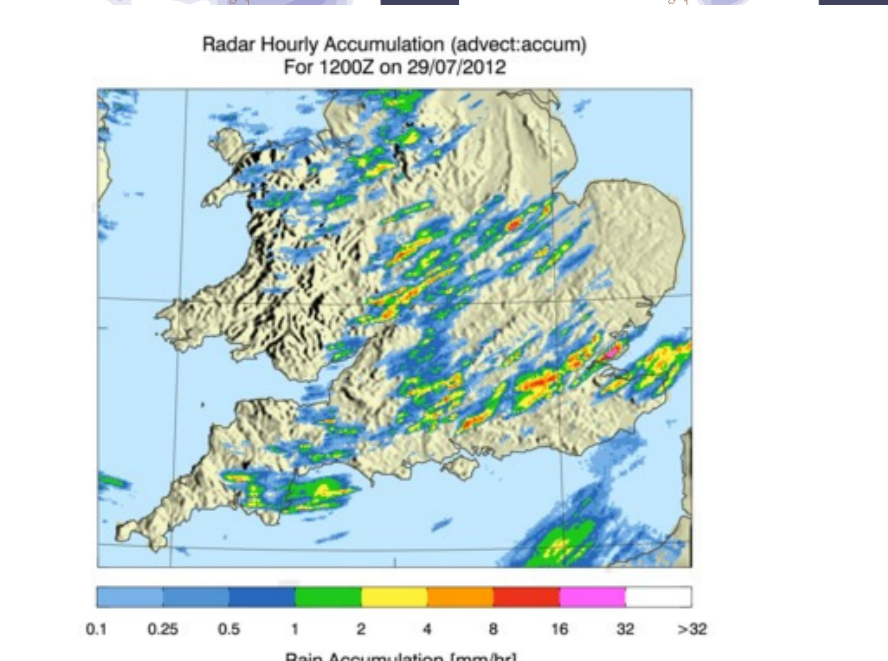 Radar Hourly Accumulation (advect:accum)
For 1200Z on 29/07/2012
0.1 0.25 0.5 1 2 4 8 16 32 >32
Rain Accumulation [mm/hr]